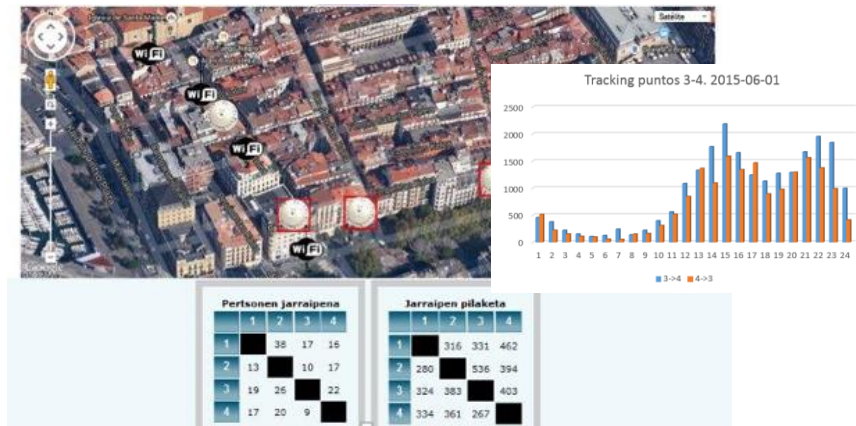 Satélite
WiFi
WiFi
WiFi
WiFi
Google
Tracking puntos 3-4. 2015-06-01
2500
2000
1500
1000
500
0
1 2 3 4 5 6 7 8 9 10 11 12 13 14 15 16 17 18 19 20 21 22 23 24
3->4 4->3
Pertsonen jarraipena
1 2 3 4
1 38 17 16
2 13 10 17
3 19 26 22
4 17 20 9
Jarraipen pilaketa
1 2 3 4
1 316 331 462
2 280 536 394
3 324 383 403
4 334 361 267